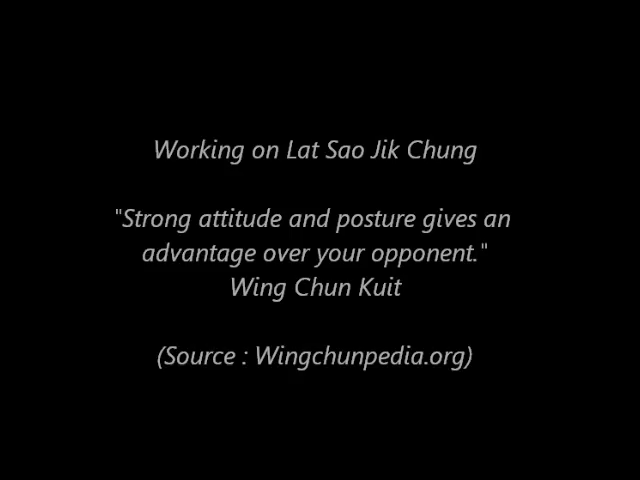 Working on Lat Sao Jik Chung
"Strong attitude and posture gives an
advantage over your opponent."
Wing Chun Kuit
(Source : Wingchunpedia.org)